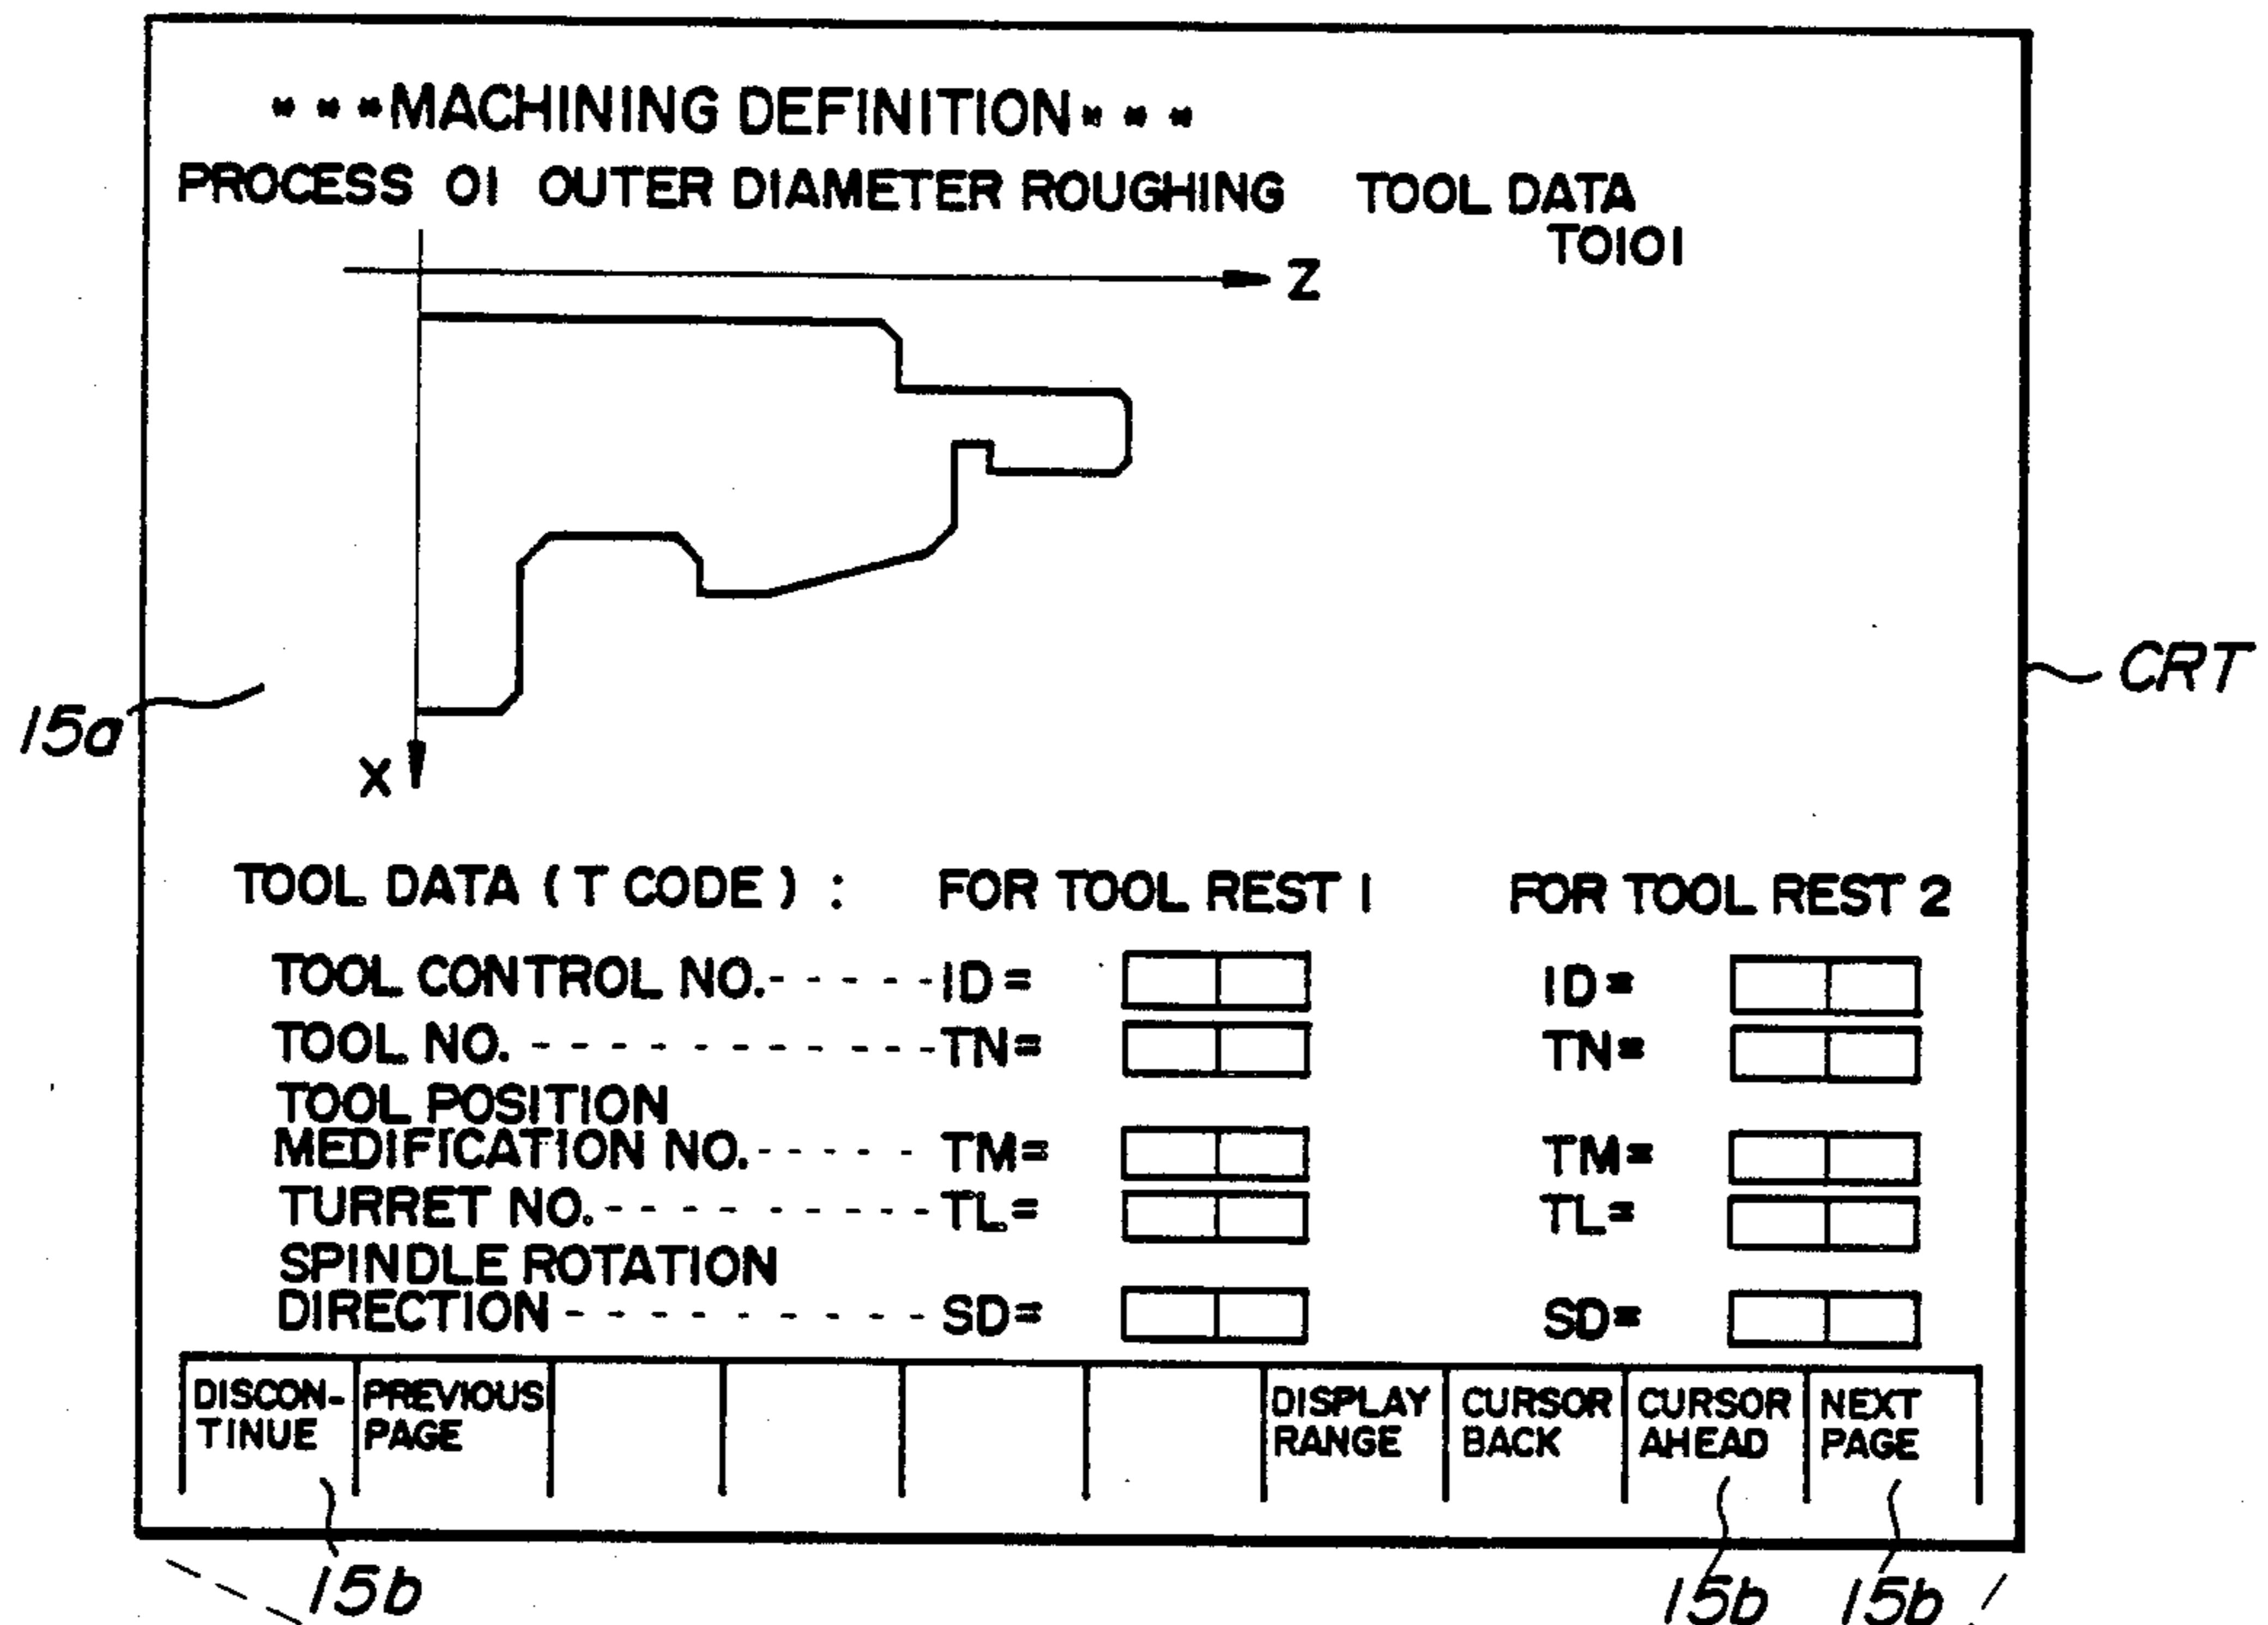 ***MACHINING DEFINITION***
PROCESS 01 OUTER DIAMETER ROUGHING TOOL DATA
T0101
Z
X
15a
CRT
TOOL DATA (T CODE) : FOR TOOL REST 1 FOR TOOL REST 2
TOOL CONTROL NO.-----ID= ID=
TOOL NO.-----------TN= TN=
TOOL POSITION
MEDIFICATION NO.----- TM= TM=
TURRET NO.----------TL= TL=
SPINDLE ROTATION
DIRECTION---------SD= SD=
DISCON-
TINUE
PREVIOUS
PAGE
DISPLAY
RANGE
CURSOR
BACK
CURSOR
AHEAD
NEXT
PAGE
15b
15b
15b